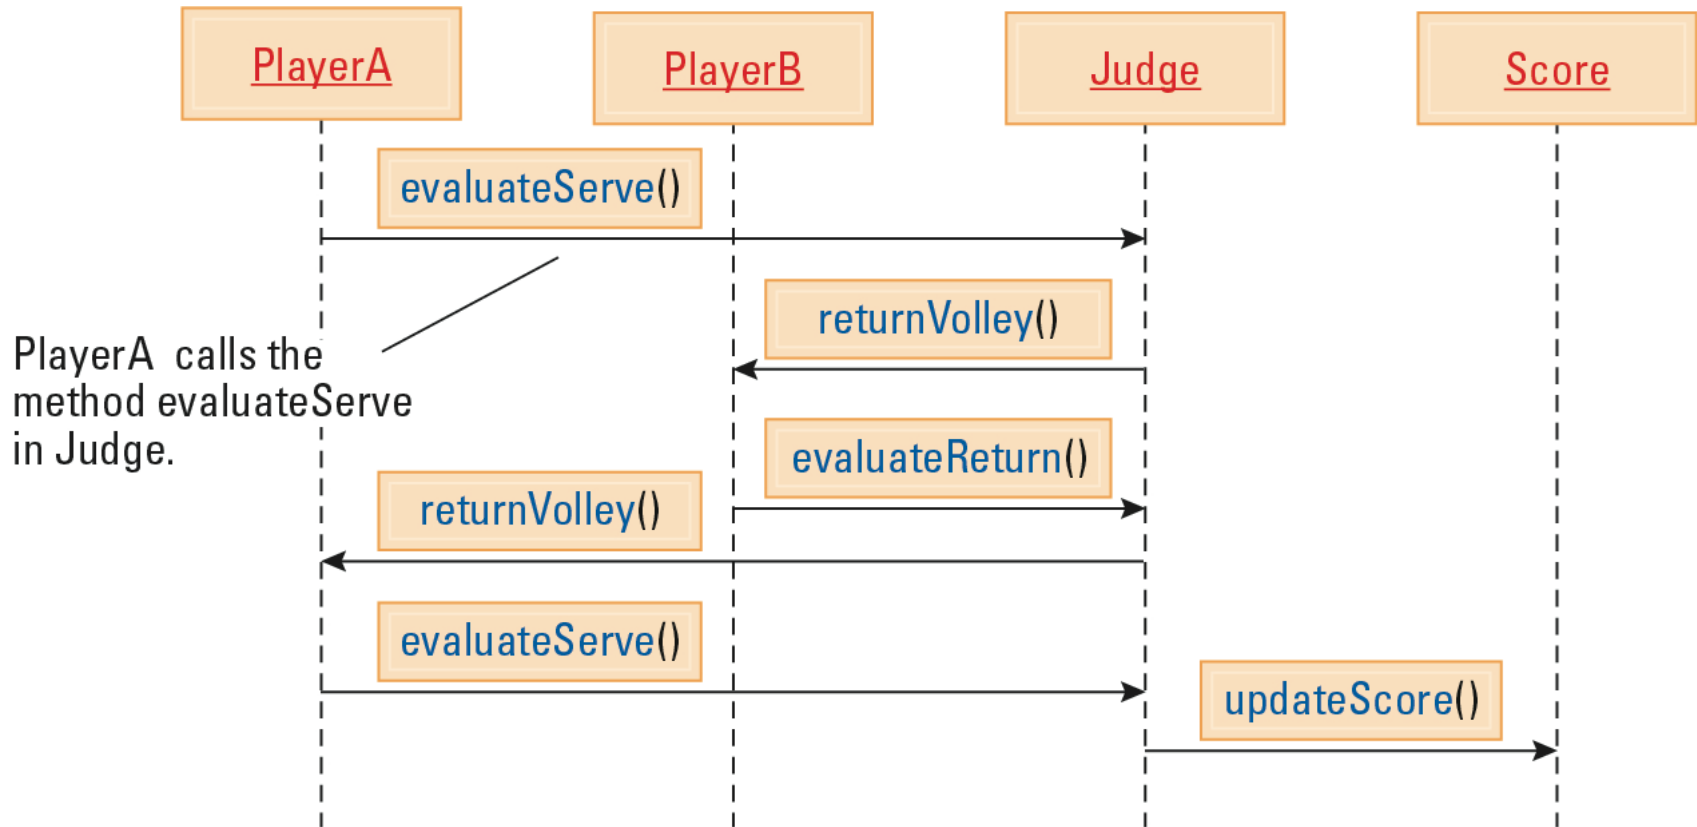 PlayerA
PlayerB
Judge
Score
evaluateServe()
returnVolley()
PlayerA calls the
method evaluateServe
in Judge.
evaluateReturn()
returnVolley()
evaluateServe()
updateScore()